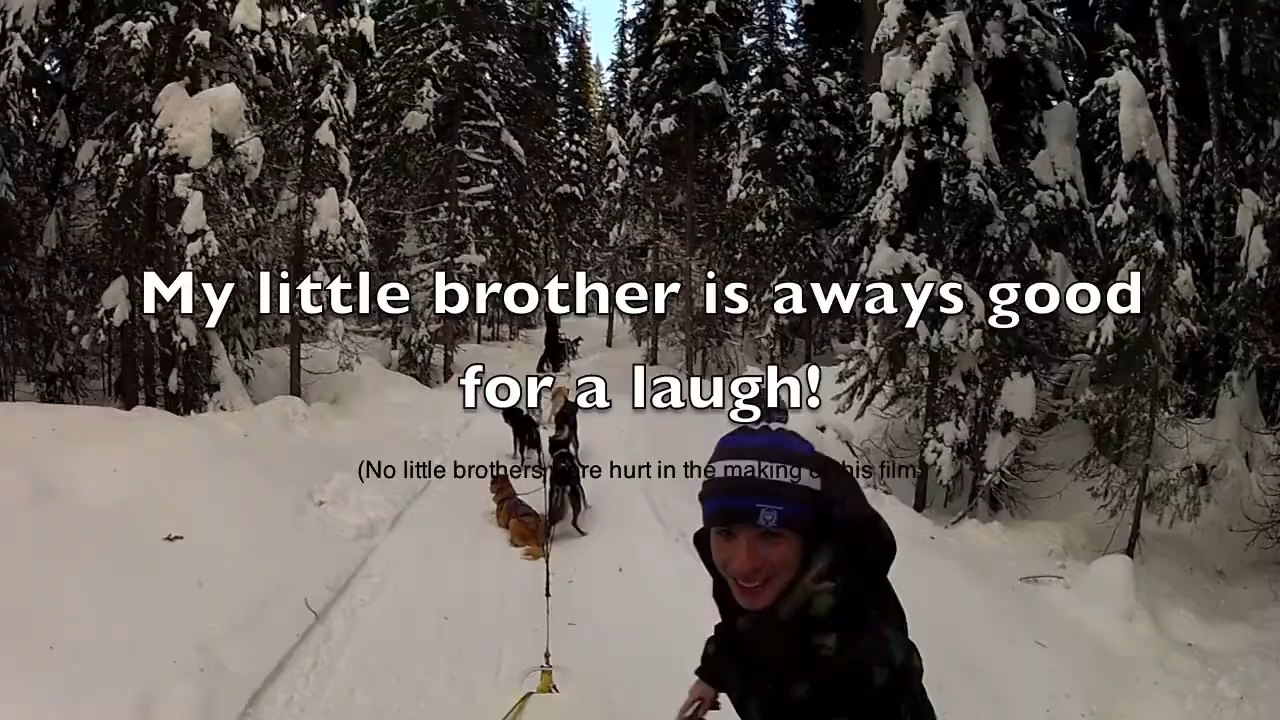 My little brother is aways good
for a laugh!
(No little brothers were hurt in the making of this film)